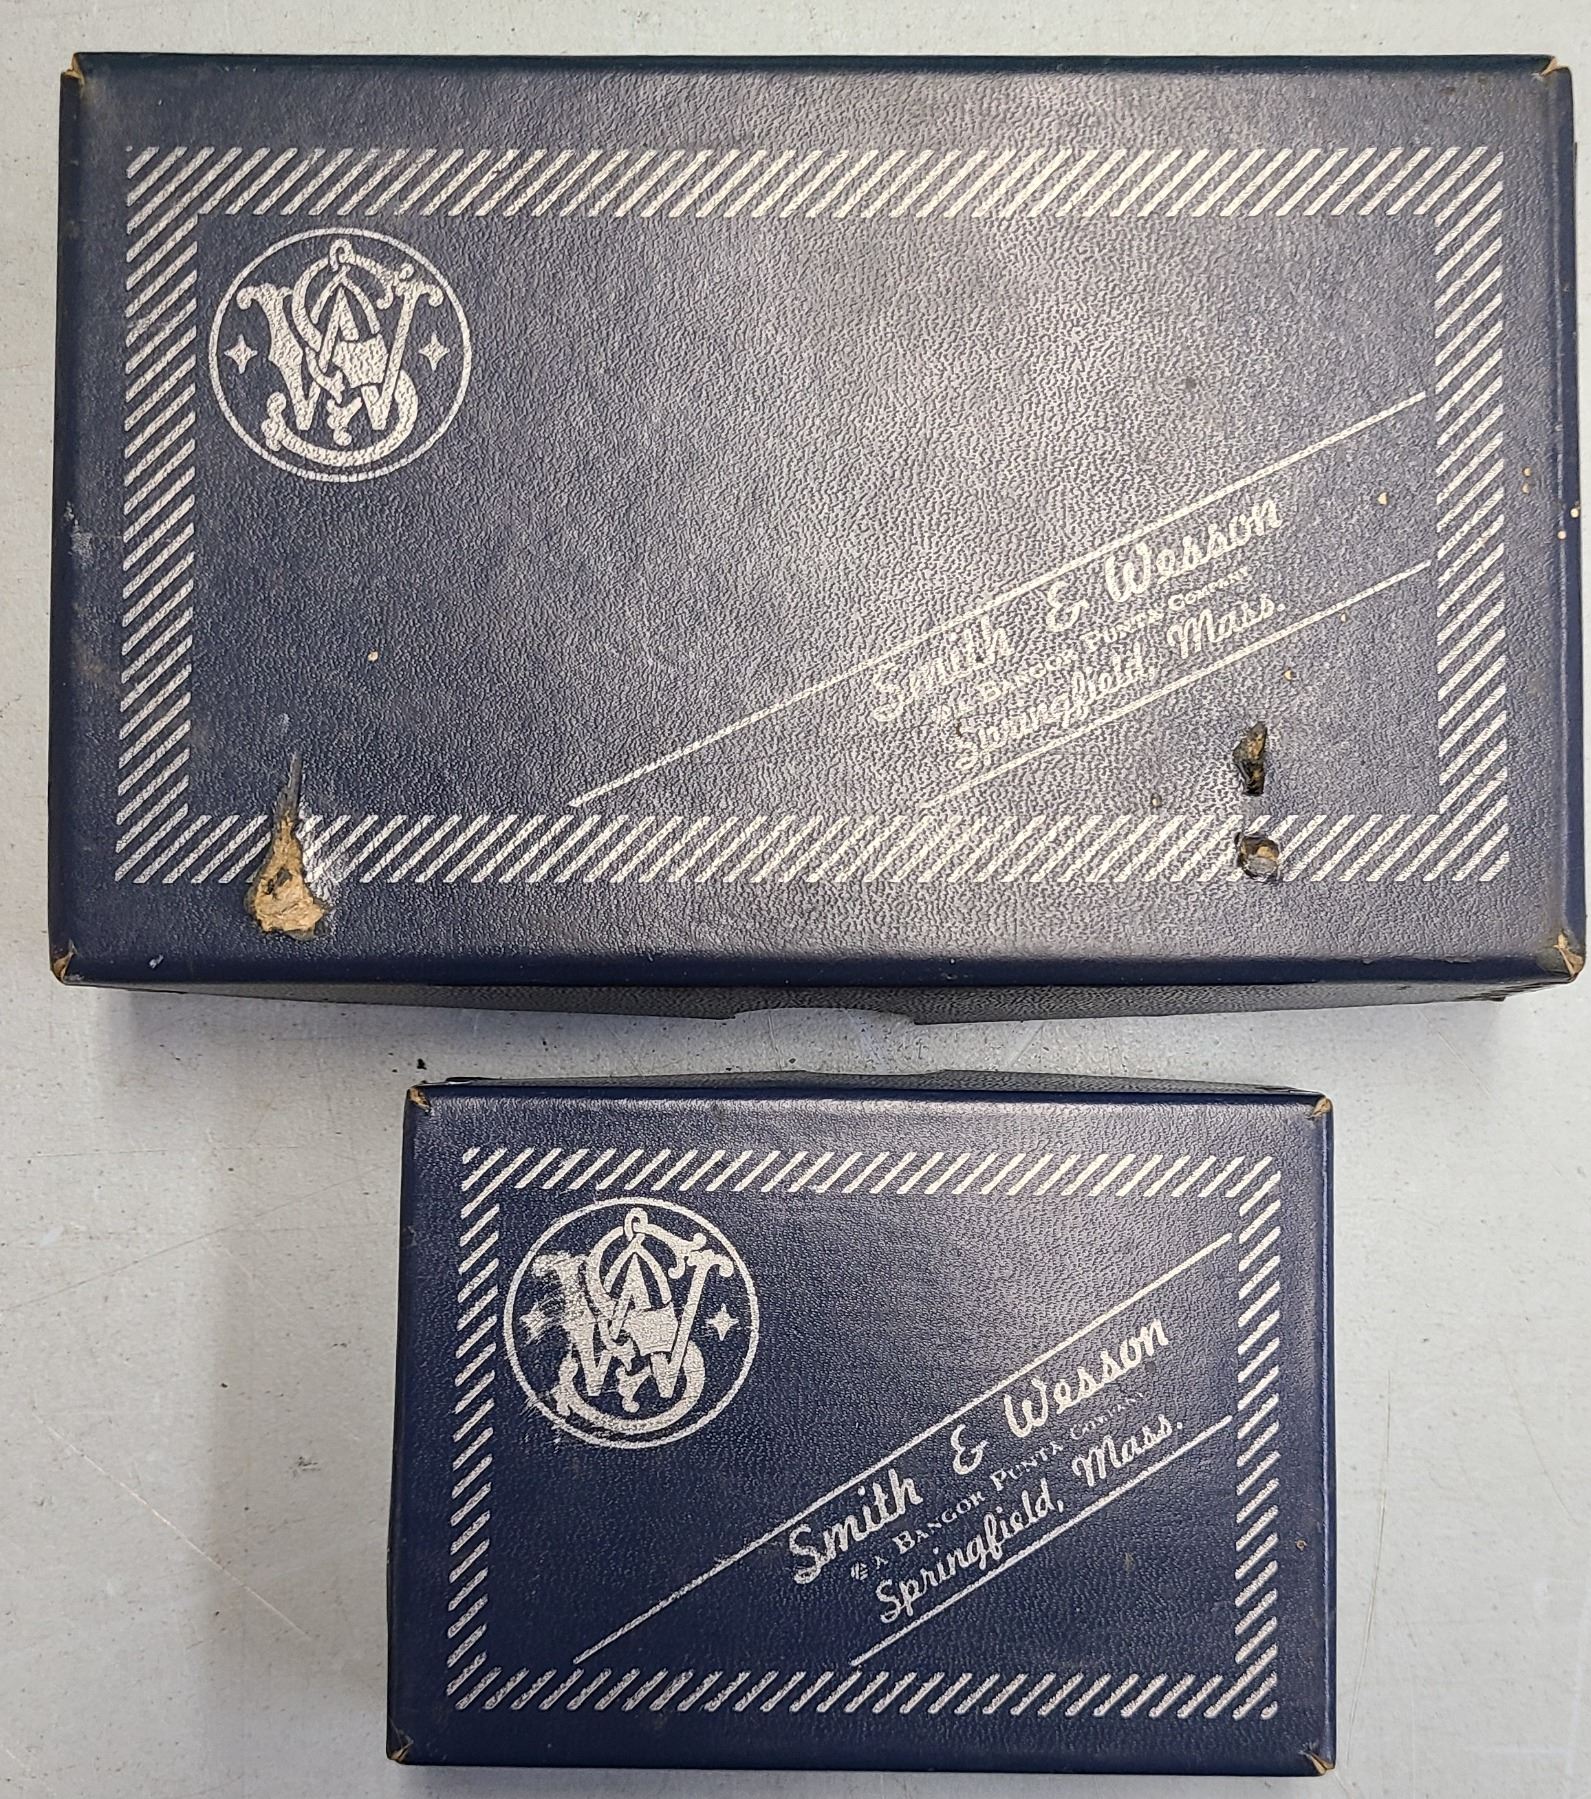 Smith & Wesson
A BANGOR PUNTA COMPANY
Springfield, Mass.
Smith & Wesson
A BANGOR PUNTA COMPANY
Springfield, Mass.